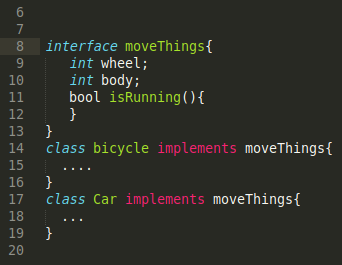 6
7
8 interface moveThings{
9 int wheel;
10 int body;
11 bool isRunning(){
12 }
13 }
14 class bicycle implements moveThings{
15 ....
16 }
17 class Car implements moveThings{
18 ...
19 }
20